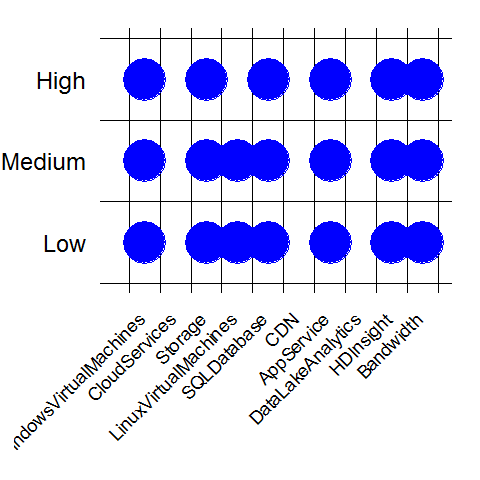 High
Medium
Low
ndowsVirtualMachines
CloudServices
Storage
LinuxVirtualMachines
SQLDatabase
CDN
AppService
DataLakeAnalytics
HDInsight
Bandwidth